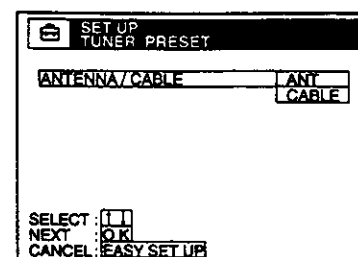 SET UP
TUNER PRESET
ANTENNA / CABLE ANT
CABLE
SELECT : ↑ ↓
NEXT : OK
CANCEL : EASY SET UP